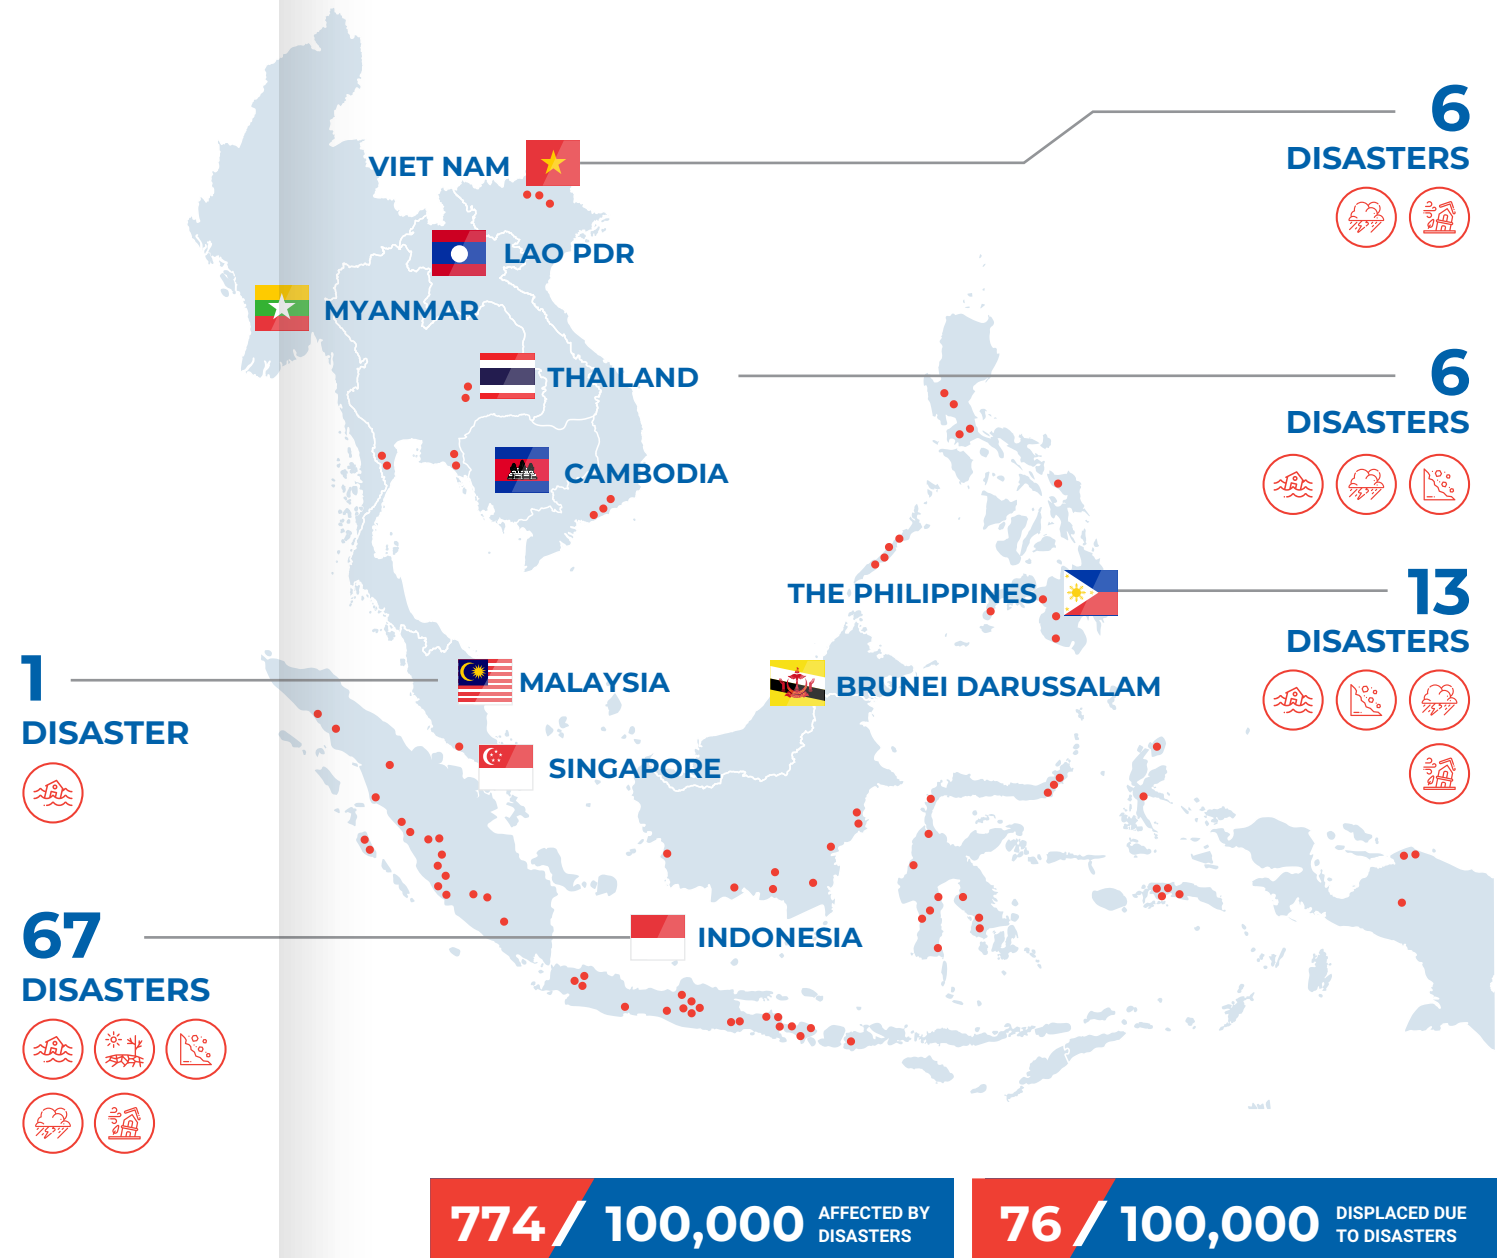 VIET NAM
6
DISASTERS
LAO PDR
MYANMAR
THAILAND
6
DISASTERS
CAMBODIA
THE PHILIPPINES
13
DISASTERS
1
DISASTER
MALAYSIA
BRUNEI DARUSSALAM
SINGAPORE
67
DISASTERS
INDONESIA
774 / 100,000 AFFECTED BY
DISASTERS
76 / 100,000 DISPLACED DUE
TO DISASTERS